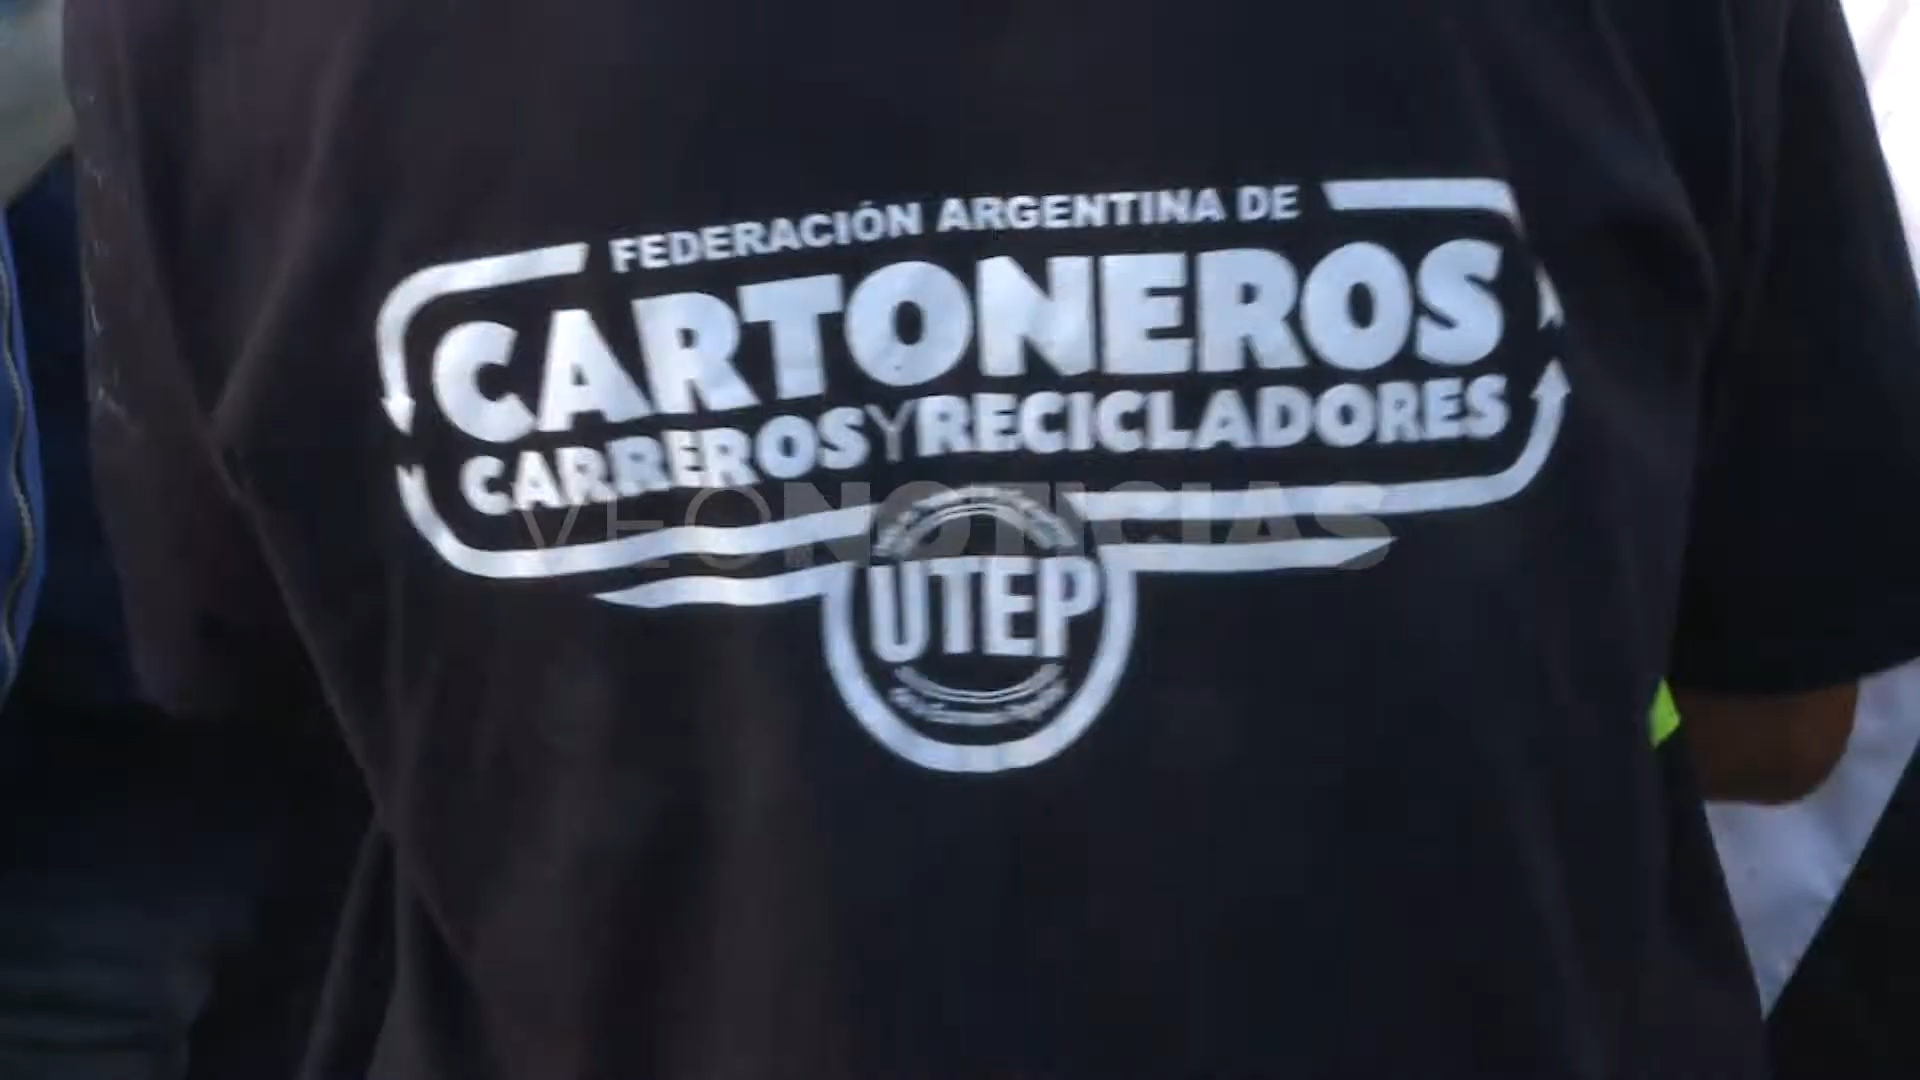 FEDERACIÓN ARGENTINA DE
CARTONEROS
CARREROS Y RECICLADORES
VEONOTICIAS
UTEP